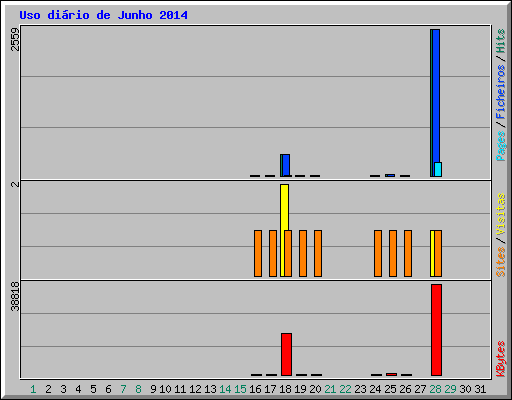 Uso diário de Junho 2014
2559
Pages / Ficheiros / Hits
2
Sites / Visitas
38818
KBytes
1 2 3 4 5 6 7 8 9 10 11 12 13 14 15 16 17 18 19 20 21 22 23 24 25 26 27 28 29 30 31